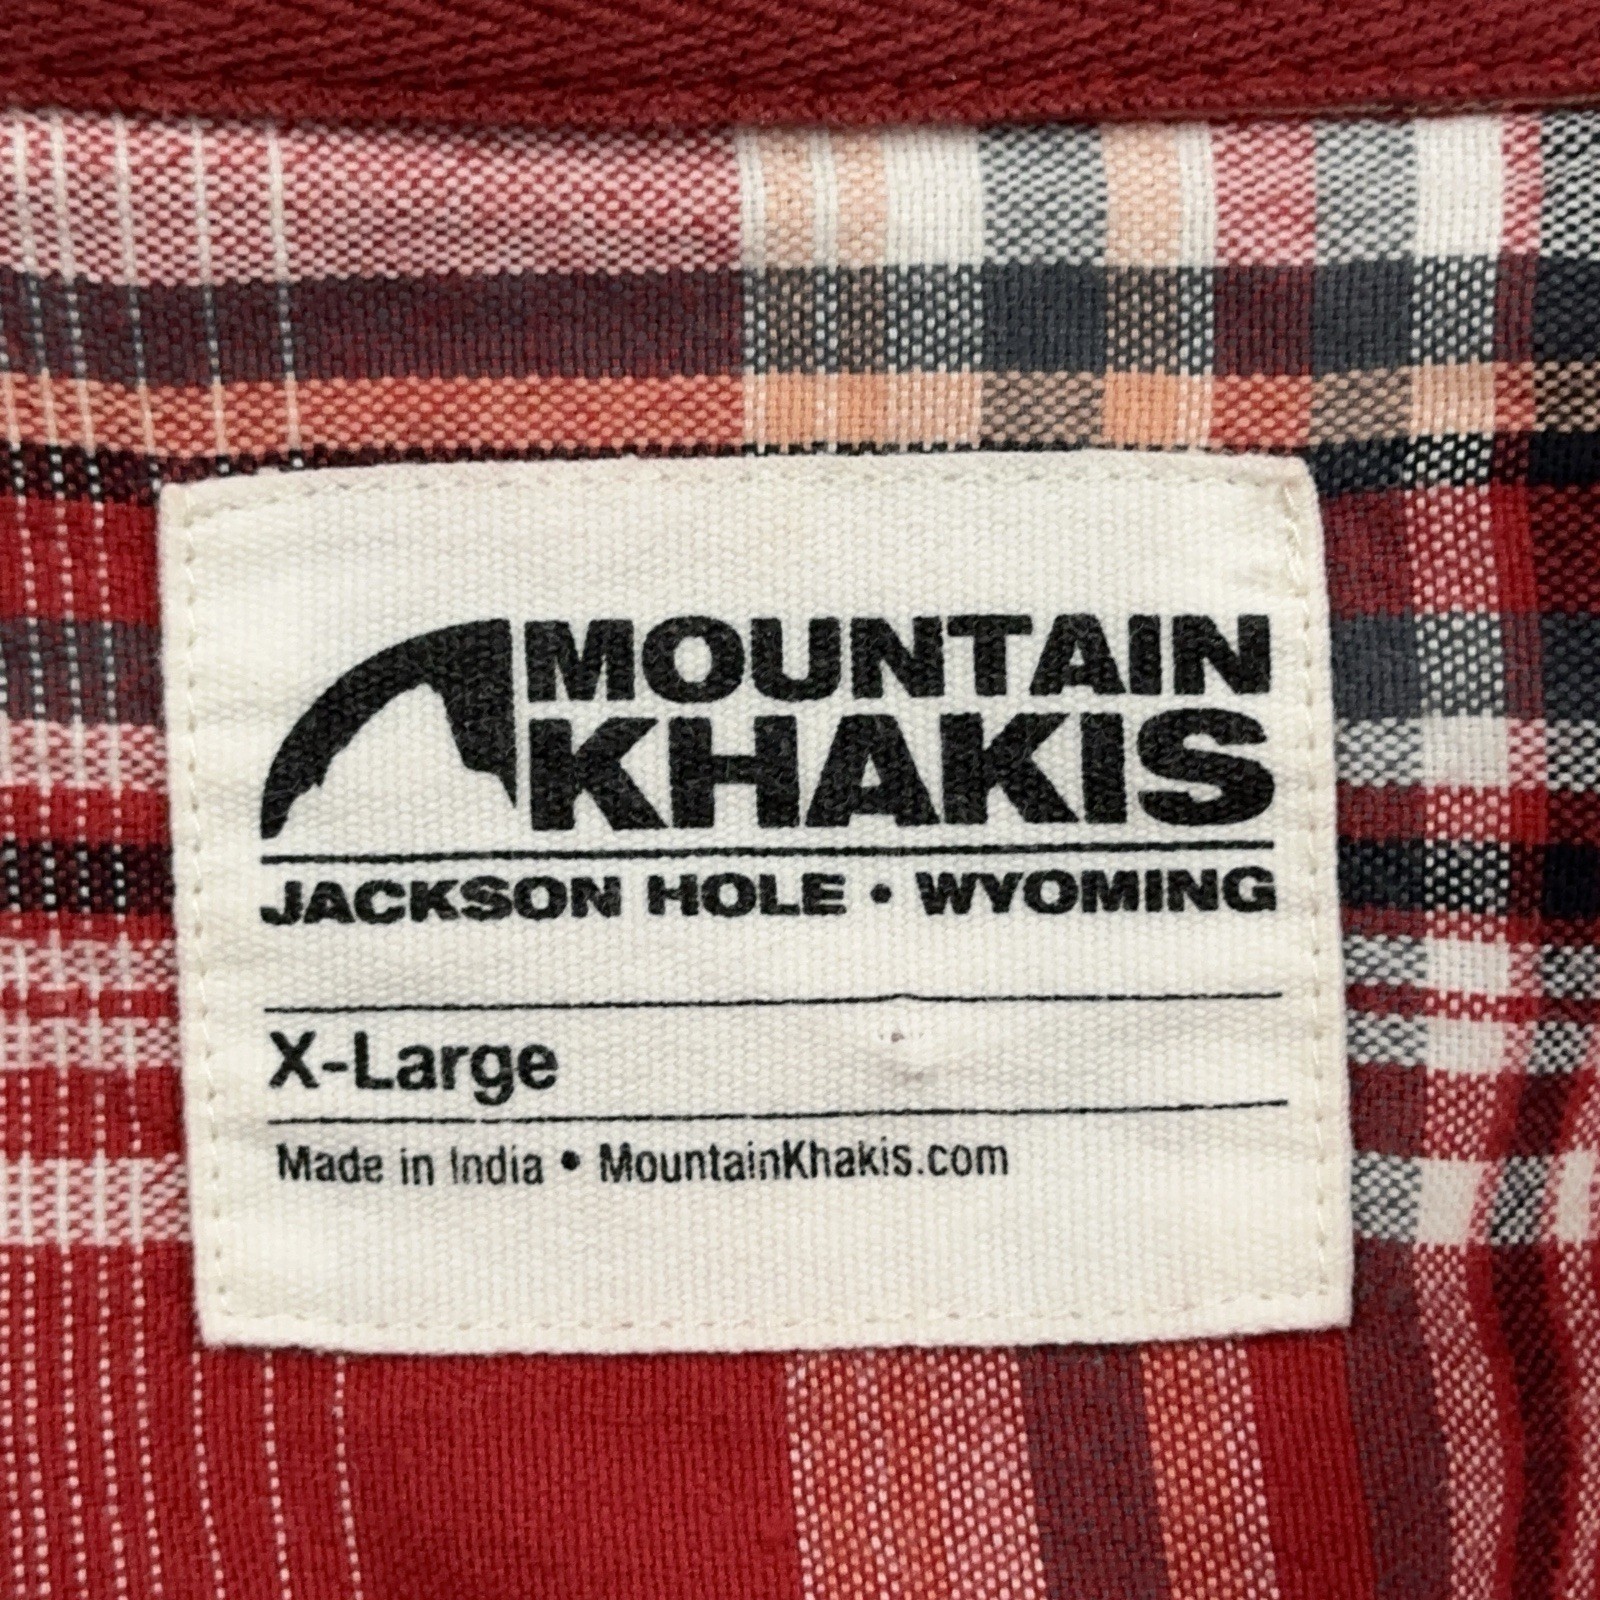 MOUNTAIN
KHAKIS
JACKSON HOLE • WYOMING
X-Large
Made in India • MountainKhakis.com